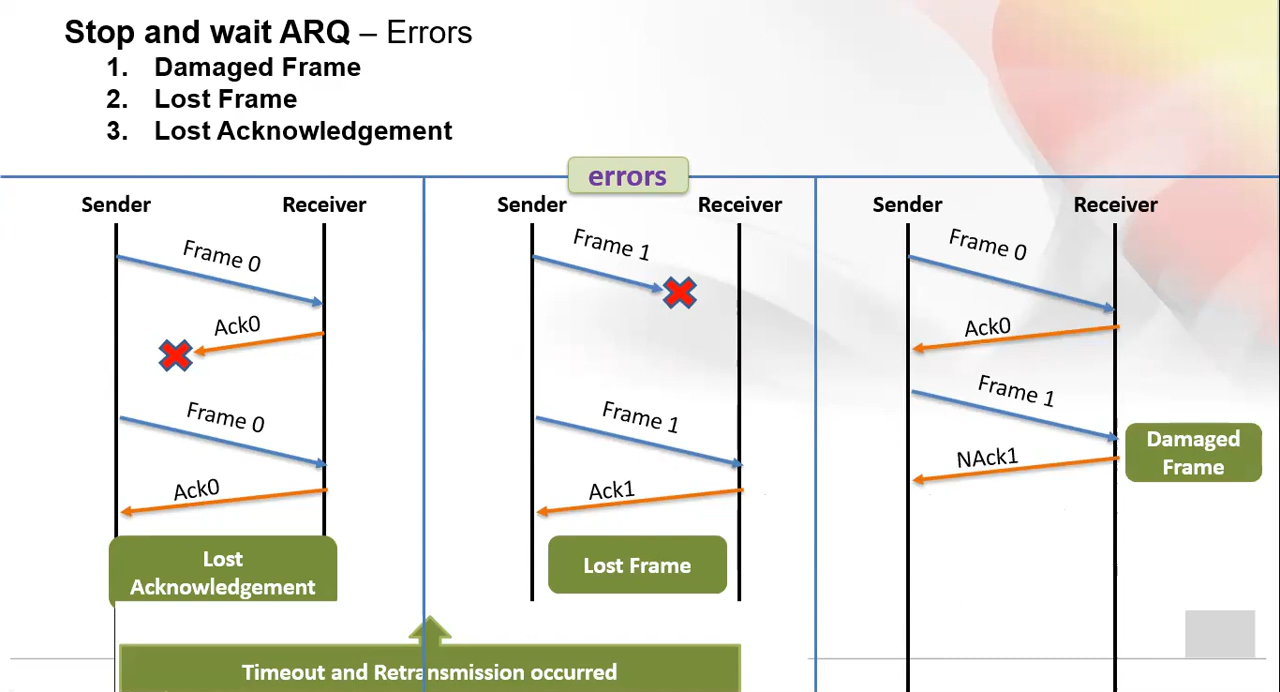 Stop and wait ARQ – Errors
1. Damaged Frame
2. Lost Frame
3. Lost Acknowledgement
errors
Sender
Receiver
Frame 0
Ack0
Frame 0
Ack0
Lost
Acknowledgement
Sender
Receiver
Frame 1
Frame 1
Ack1
Lost Frame
Timeout and Retransmission occurred
Sender
Receiver
Frame 0
Ack0
Frame 1
NAck1
Damaged
Frame